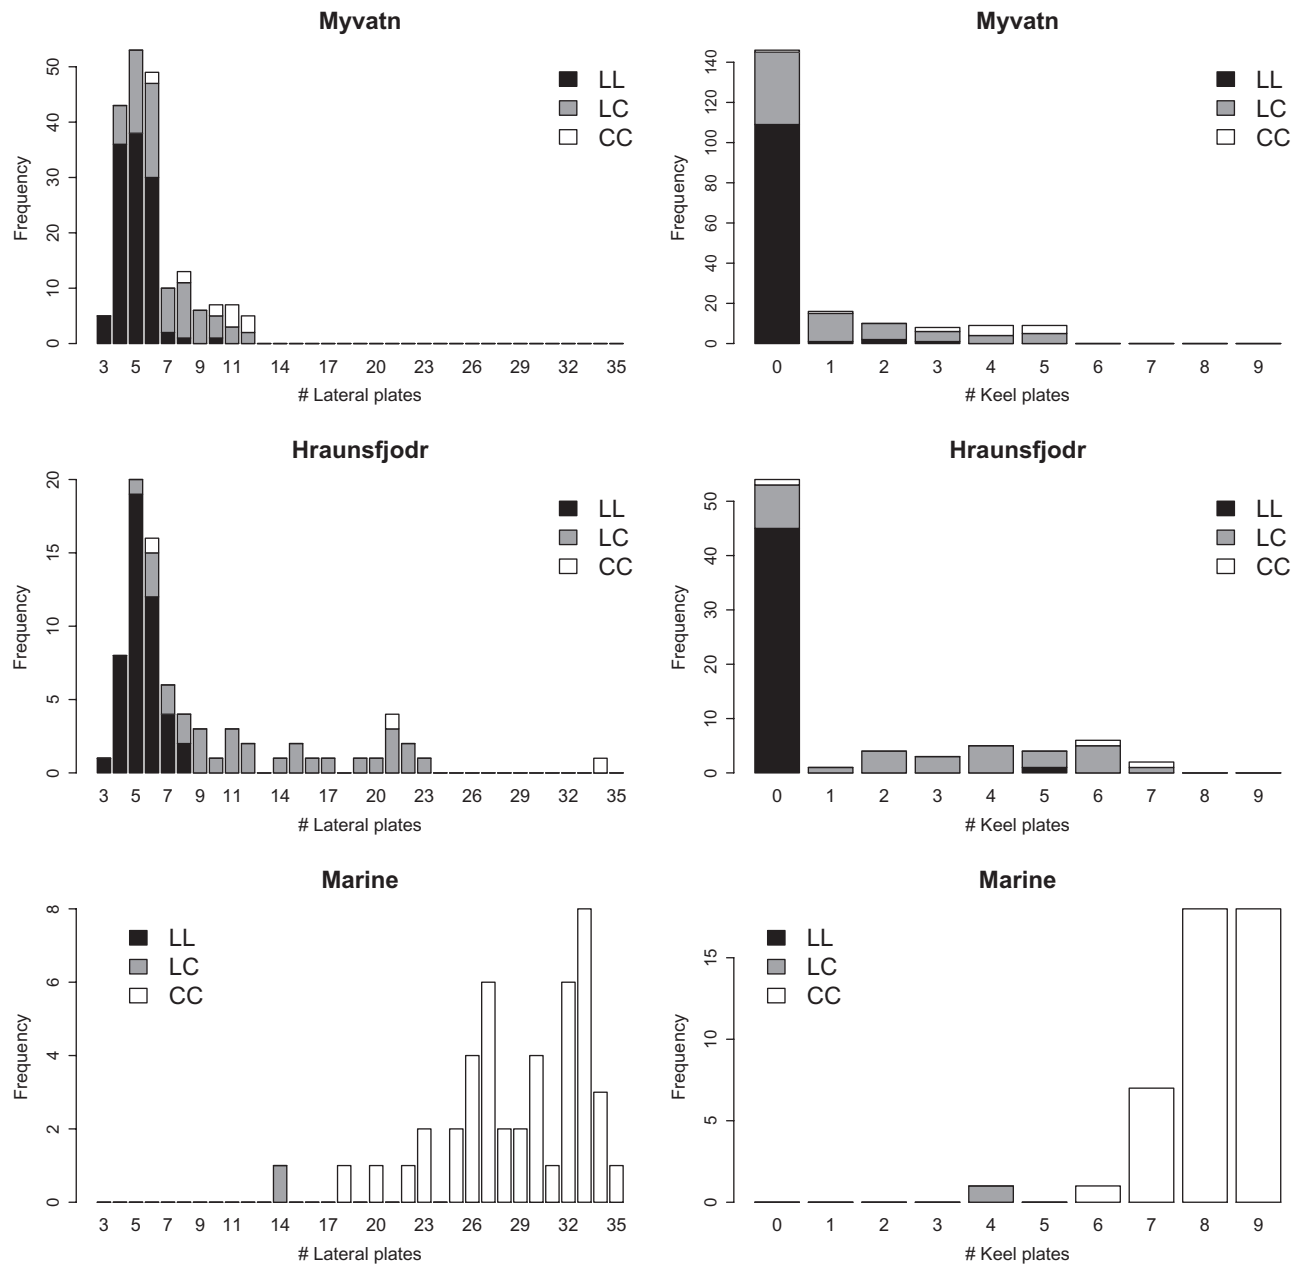 Myvatn
Frequency
0 10 20 30 40 50
LL
LC
CC
3 5 7 9 11 14 17 20 23 26 29 32 35
# Lateral plates
Myvatn
Frequency
0 20 40 60 80 100 120 140
LL
LC
CC
0 1 2 3 4 5 6 7 8 9
# Keel plates
Hraunsfjodr
Frequency
0 5 10 15 20
LL
LC
CC
3 5 7 9 11 14 17 20 23 26 29 32 35
# Lateral plates
Hraunsfjodr
Frequency
0 10 20 30 40 50
LL
LC
CC
0 1 2 3 4 5 6 7 8 9
# Keel plates
Marine
Frequency
0 2 4 6 8
LL
LC
CC
3 5 7 9 11 14 17 20 23 26 29 32 35
# Lateral plates
Marine
Frequency
0 5 10 15
LL
LC
CC
0 1 2 3 4 5 6 7 8 9
# Keel plates